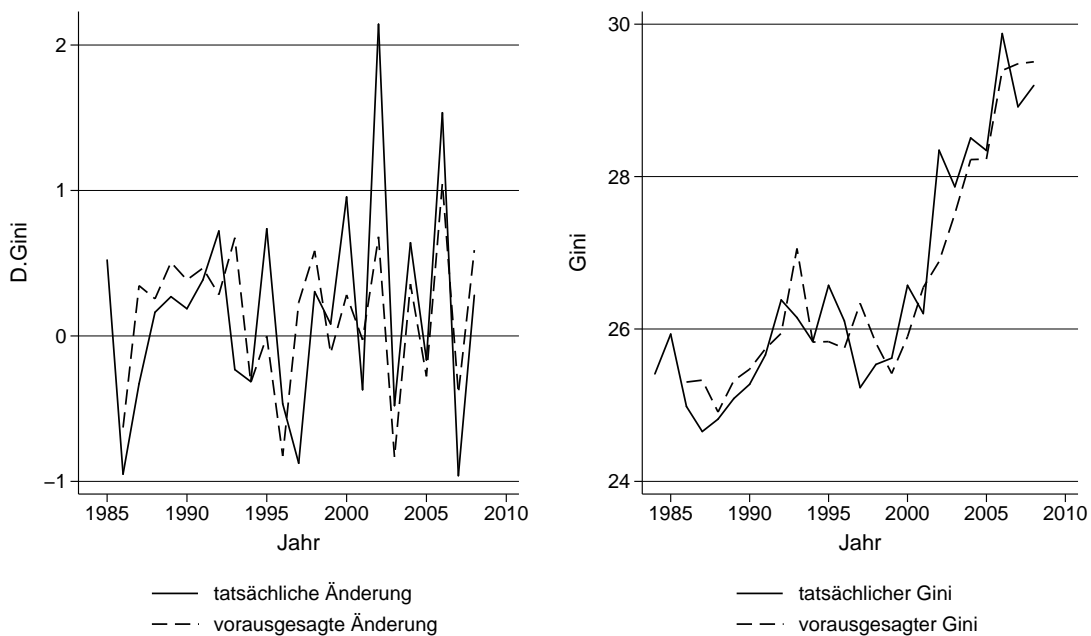 D.Gini
2
1
0
−1
1985 1990 1995 2000 2005 2010
Jahr
tatsächliche Änderung
vorausgesagte Änderung
Gini
30
28
26
24
1985 1990 1995 2000 2005 2010
Jahr
tatsächlicher Gini
vorausgesagter Gini